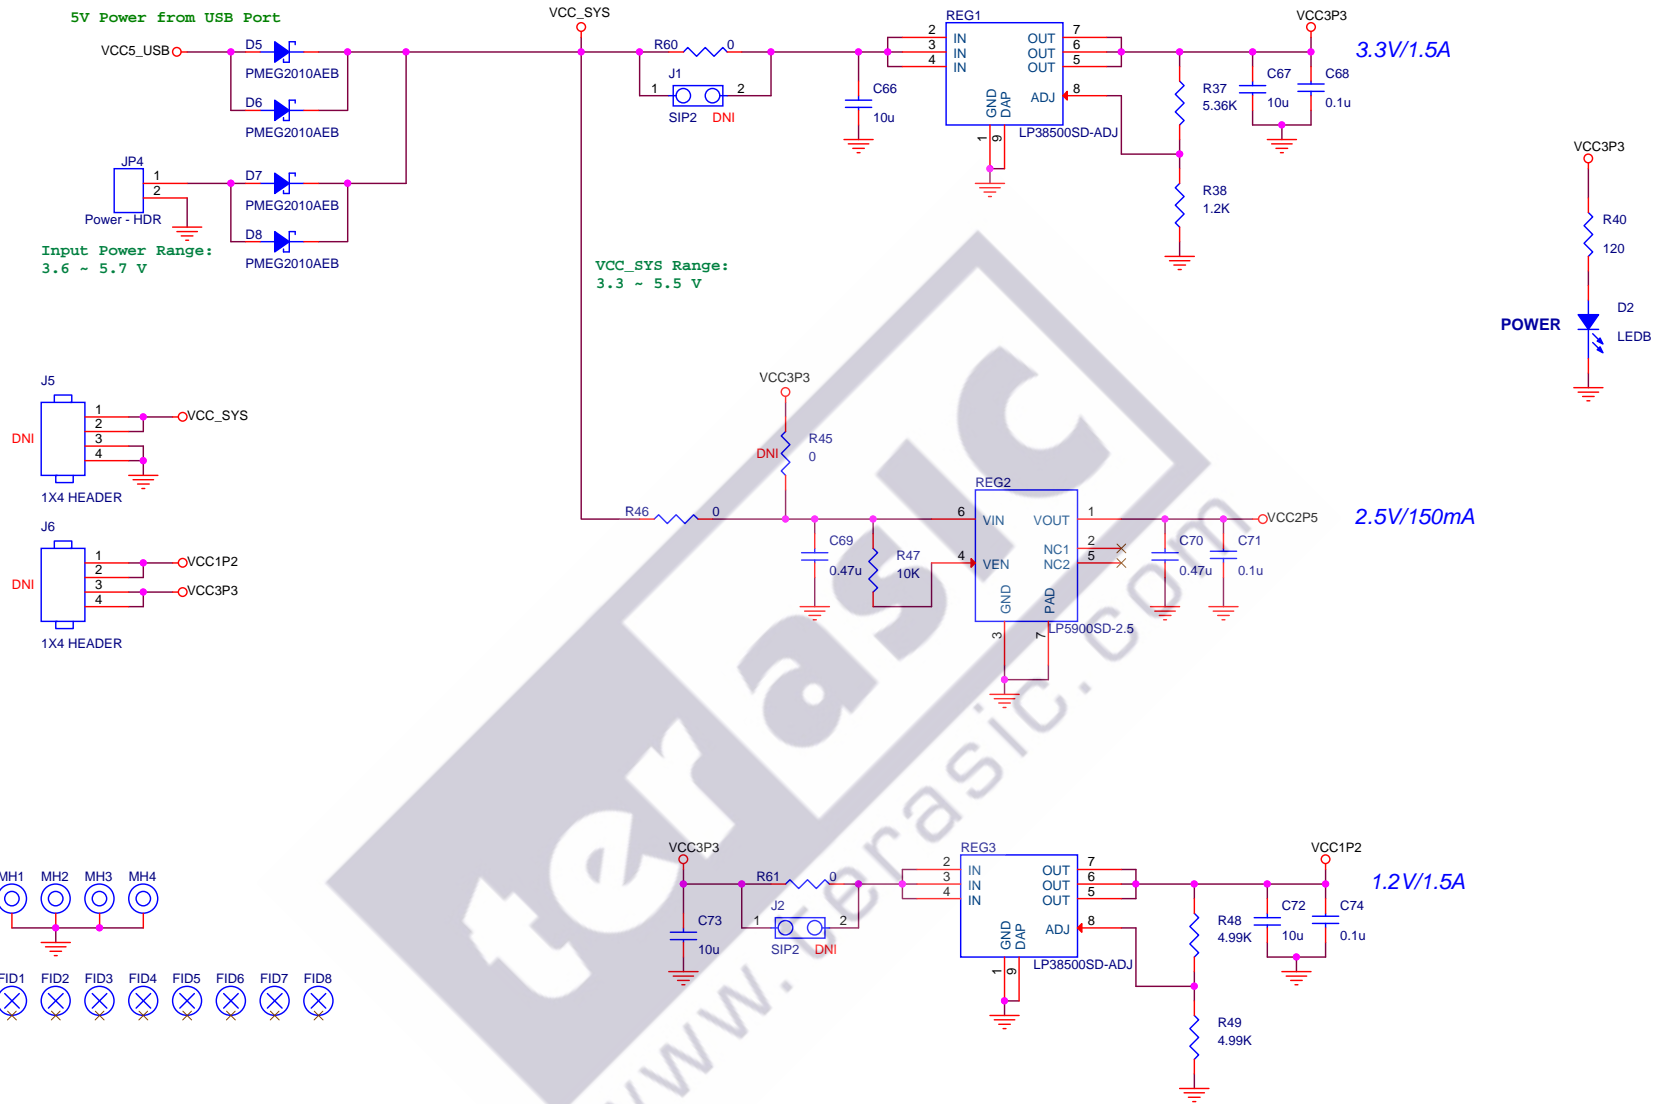 5V Power from USB Port
VCC5_USB
D5
PMEG2010AEB
D6
PMEG2010AEB
JP4
1
2
Power - HDR
D7
PMEG2010AEB
D8
PMEG2010AEB
Input Power Range:
3.6 ~ 5.7 V
VCC_SYS
R60
0
J1
1
2
SIP2
DNI
C66
10u
REG1
2
3
4
IN
IN
IN
OUT
OUT
OUT
7
6
5
ADJ
8
GND
DAP
1
9
LP38500SD-ADJ
R37
5.36K
C67
10u
C68
0.1u
VCC3P3
3.3V/1.5A
R38
1.2K
VCC_SYS Range:
3.3 ~ 5.5 V
VCC3P3
R40
120
D2
LEDB
POWER
J5
DNI
1
2
3
4
VCC_SYS
1X4 HEADER
J6
DNI
1
2
3
4
VCC1P2
VCC3P3
1X4 HEADER
VCC3P3
R45
DNI
0
R46
0
C69
0.47u
R47
10K
REG2
6
VIN
4
VEN
VOUT
1
NC1
2
NC2
5
GND
PAD
3
7
LP5900SD-2.5
C70
0.47u
C71
0.1u
VCC2P5
2.5V/150mA
MH1
MH2
MH3
MH4
FID1
FID2
FID3
FID4
FID5
FID6
FID7
FID8
VCC3P3
C73
10u
R61
0
J2
1
2
SIP2
DNI
REG3
2
3
4
IN
IN
IN
OUT
OUT
OUT
7
6
5
ADJ
8
GND
DAP
1
9
LP38500SD-ADJ
R48
4.99K
C72
10u
C74
0.1u
VCC1P2
1.2V/1.5A
R49
4.99K
terasic
www.terasic.com